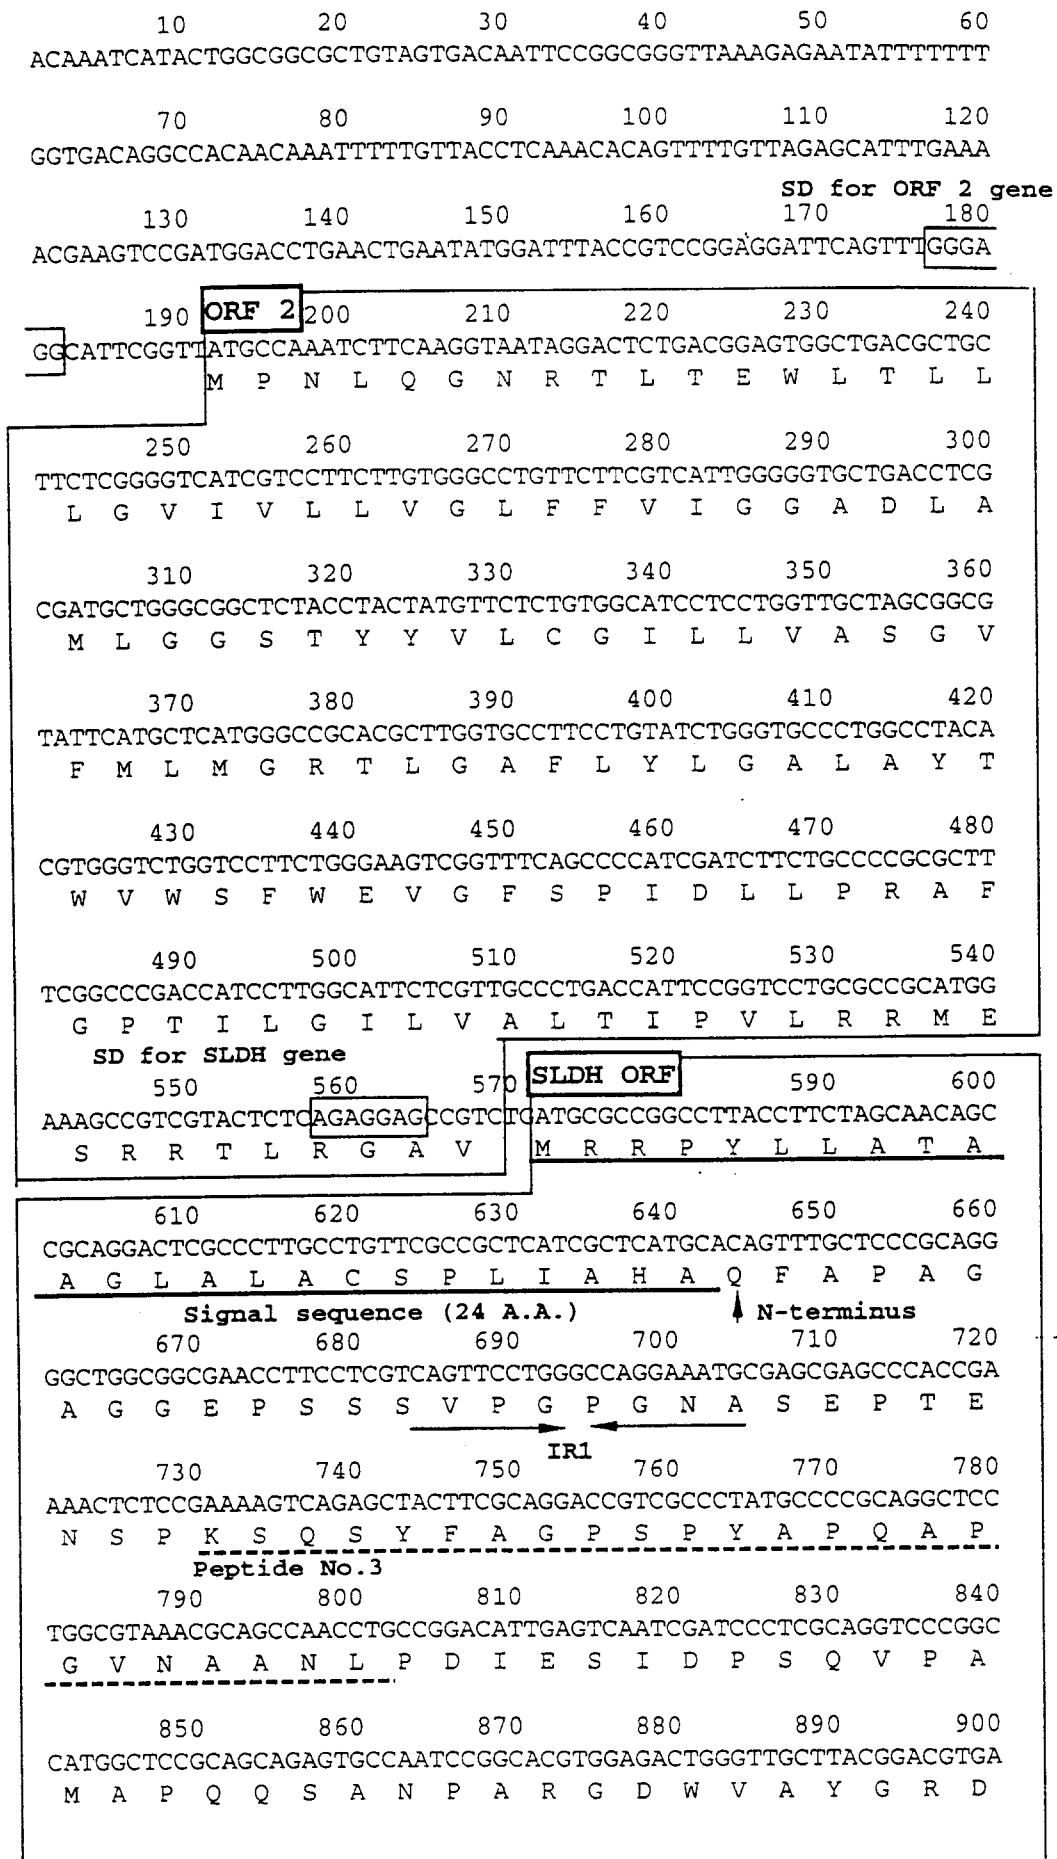 10 20 30 40 50 60
ACAAATCATACTGGCGGCGCTGTAGTGACAATTCCGGCGGGTTAAAGAGAATATTTTTTT
70 80 90 100 110 120
GGTGACAGGCCACAACAAATTTTTGTTACCTCAAACACAGTTTTGTTAGAGCATTTGAAA
SD for ORF 2 gene
130 140 150 160 170 180
ACGAAGTCCGATGGACCTGAACTGAATATGGATTTACCGTCCGGAGGATTCAGTTTGGGA
190 ORF 2 200 210 220 230 240
GGCATTCGGTTATGCCAAATCTTCAAGGTAATAGGACTCTGACGGAGTGGCTGACGCTGC
M P N L Q G N R T L T E W L T L L
250 260 270 280 290 300
TTCTCGGGGTCATCGTCCTTCTTGTGGGCCTGTTCTTCGTCATTGGGGGTGCTGACCTCG
L G V I V L L V G L F F V I G G A D L A
310 320 330 340 350 360
CGATGCTGGGCGGCTCTACCTACTATGTTCTCTGTGGCATCCTCCTGGTTGCTAGCGGCG
M L G G S T Y Y V L C G I L L V A S G V
370 380 390 400 410 420
TATTCATGCTCATGGGCCGCACGCTTGGTGCCTTCCTGTATCTGGGTGCCCTGGCCTACA
F M L M G R T L G A F L Y L G A L A Y T
430 440 450 460 470 480
CGTGGGTCTGGTCCTTCTGGGAAGTCGGTTTCAGCCCCATCGATCTTCTGCCCCGCGCTT
W V W S F W E V G F S P I D L L P R A F
490 500 510 520 530 540
TCGGCCCGACCATCCTTGGCATTCTCGTTGCCCTGACCATTCCGGTCCTGCGCCGCATGG
G P T I L G I L V A L T I P V L R R M E
SD for SLDH gene
550 560 570 SLDH ORF 590 600
AAAGCCGTCGTACTCTCAGAGGAGCCGTCTGATGCGCCGGCCTTACCTTCTAGCAACAGC
S R R T L R G A V M R R P Y L L A T A
610 620 630 640 650 660
CGCAGGACTCGCCCTTGCCTGTTCGCCGCTCATCGCTCATGCACAGTTTGCTCCCGCAGG
A G L A L A C S P L I A H A Q F A P A G
Signal sequence (24 A.A.) N-terminus
670 680 690 700 710 720
GGCTGGCGGCGAACCTTCCTCGTCAGTTCCTGGGCCAGGAAATGCGAGCGAGCCCACCGA
A G G E P S S S V P G P G N A S E P T E
IR1
730 740 750 760 770 780
AAACTCTCCGAAAAGTCAGAGCTACTTCGCAGGACCGTCGCCCTATGCCCCGCAGGCTCC
N S P K S Q S Y F A G P S P Y A P Q A P
Peptide No.3
790 800 810 820 830 840
TGGCGTAAACGCAGCCAACCTGCCGGACATTGAGTCAATCGATCCCTCGCAGGTCCCGGC
G V N A A N L P D I E S I D P S Q V P A
850 860 870 880 890 900
CATGGCTCCGCAGCAGAGTGCCAATCCGGCACGTGGAGACTGGGTTGCTTACGGACGTGA
M A P Q Q S A N P A R G D W V A Y G R D